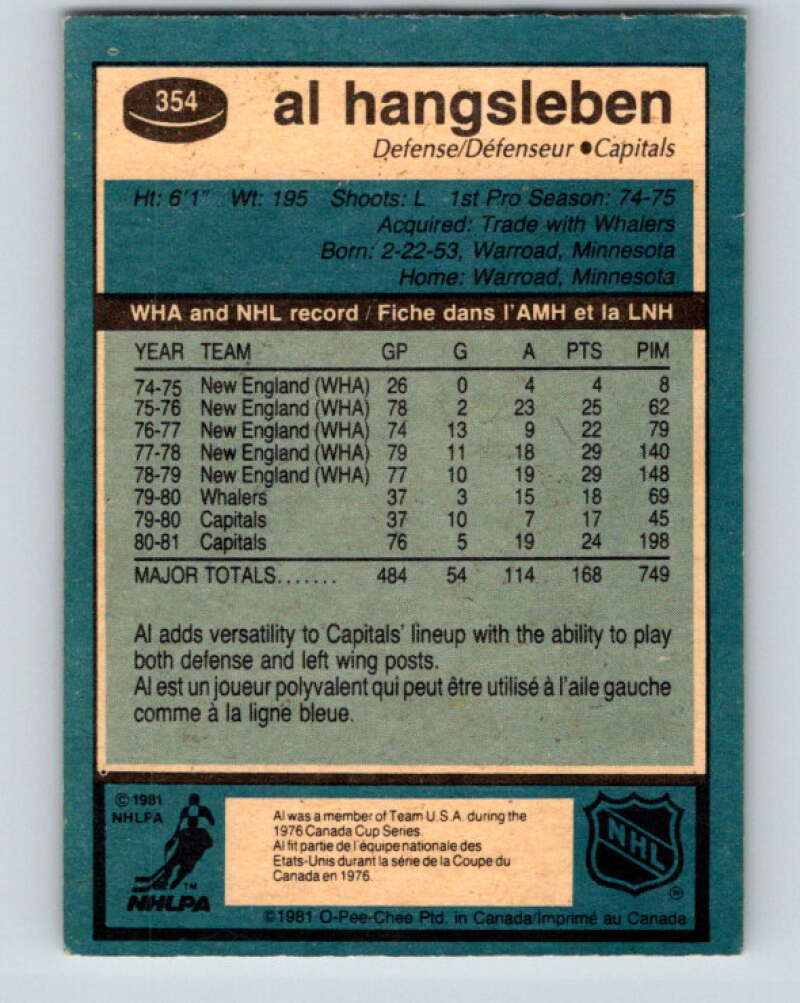 354 al hangsleben
Defense/Défenseur ● Capitals
Ht: 6'1" Wt: 195 Shoots: L 1st Pro Season: 74-75
Acquired: Trade with Whalers
Born: 2-22-53, Warroad, Minnesota
Home: Warroad, Minnesota
WHA and NHL record / Fiche dans l'AMH et la LNH
YEAR TEAM GP G A PTS PIM
74-75 New England (WHA) 26 0 4 4 8
75-76 New England (WHA) 78 2 23 25 62
76-77 New England (WHA) 74 13 9 22 79
77-78 New England (WHA) 79 11 18 29 140
78-79 New England (WHA) 77 10 19 29 148
79-80 Whalers 37 3 15 18 69
79-80 Capitals 37 10 7 17 45
80-81 Capitals 76 5 19 24 198
MAJOR TOTALS....... 484 54 114 168 749
Al adds versatility to Capitals' lineup with the ability to play
both defense and left wing posts.
Al est un joueur polyvalent qui peut être utilisé à l'aile gauche
comme à la ligne bleue.
© 1981
NHLPA
TM
NHLPA
Al was a member of Team U.S.A. during the
1976 Canada Cup Series.
Al fit partie de l'équipe nationale des
Etats-Unis durant la série de la Coupe du
Canada en 1976.
NHL
®
© 1981 O-Pee-Chee Ptd. in Canada/Imprimé au Canada